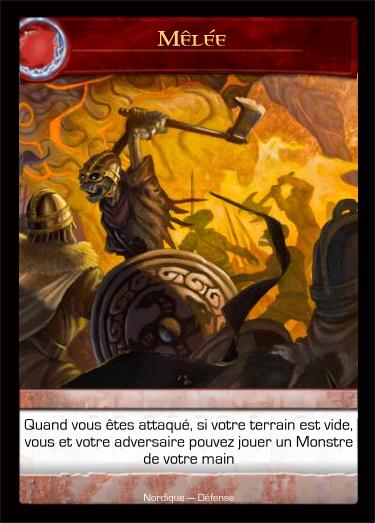 Mêlée
Quand vous êtes attaqué, si votre terrain est vide,
vous et votre adversaire pouvez jouer un Monstre
de votre main
Nordique — Défense